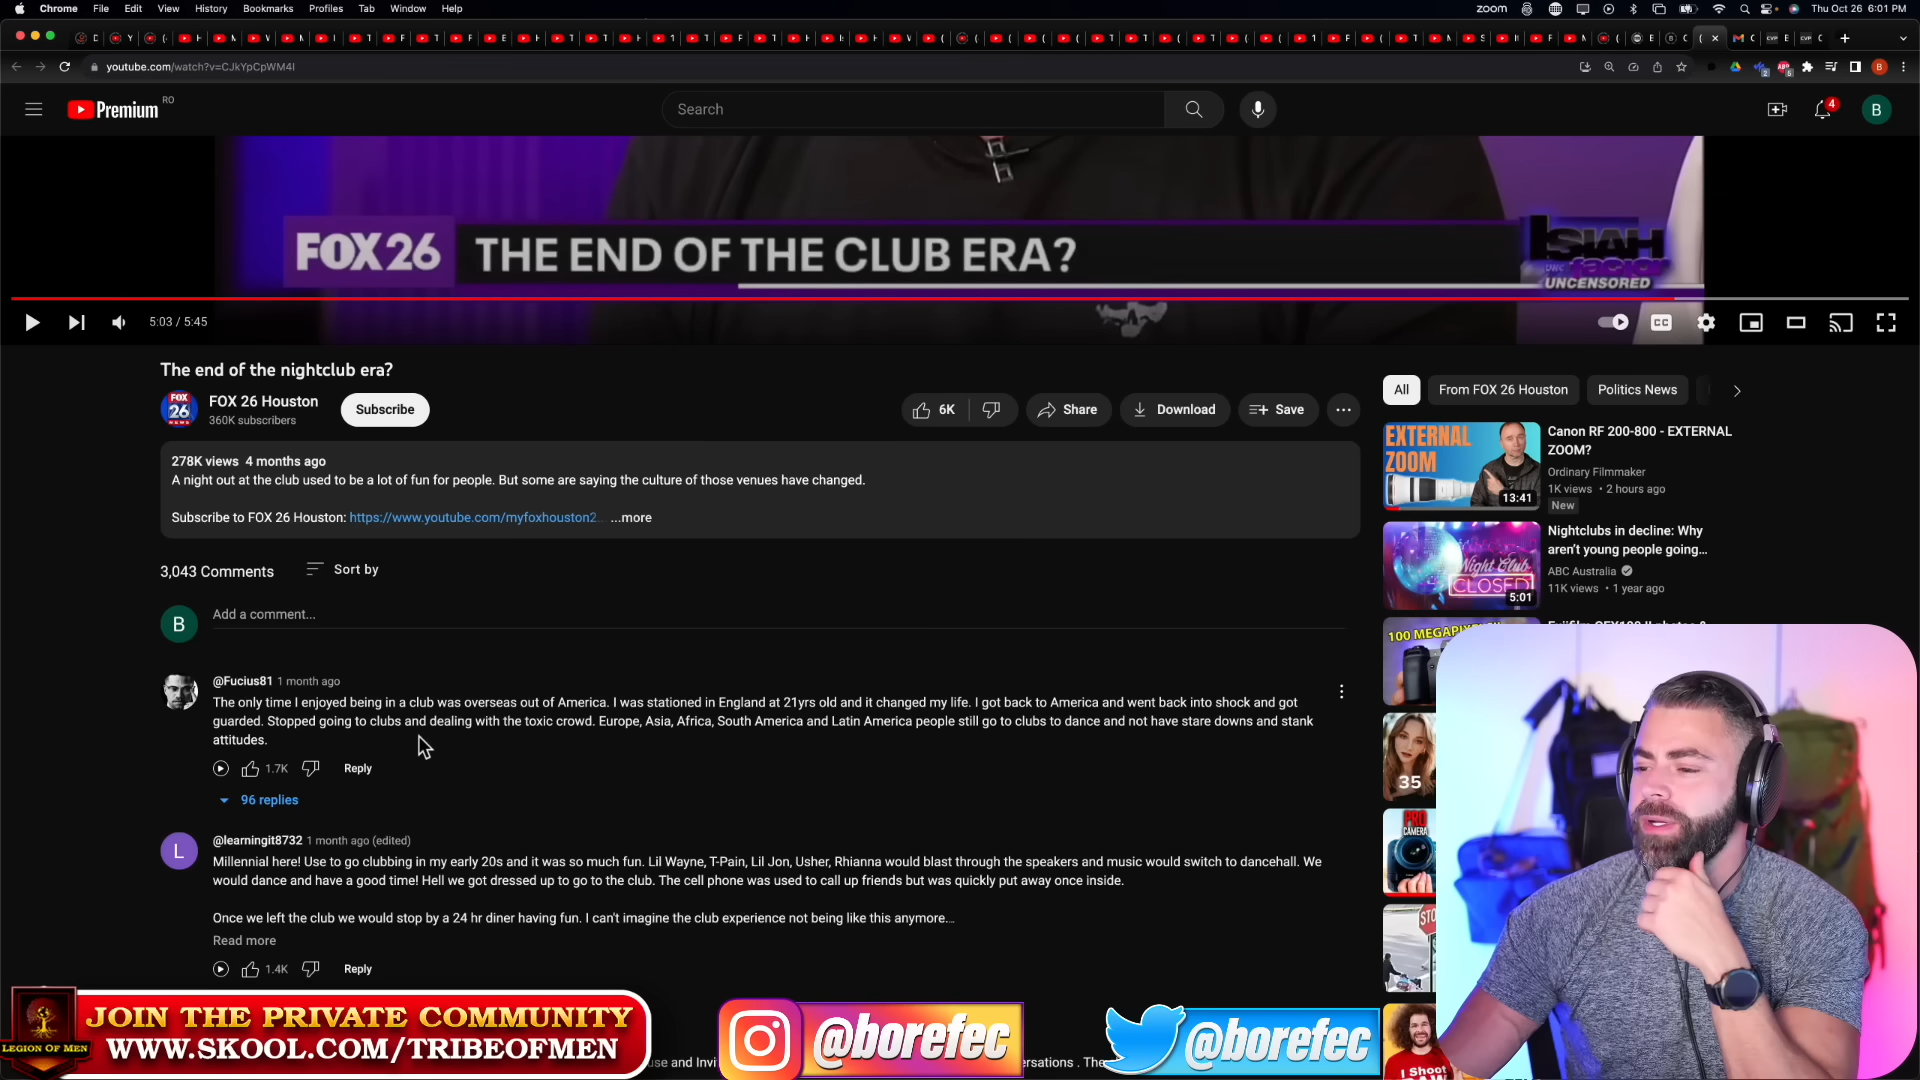 Chrome File Edit View History Bookmarks Profiles Tab Window Help
zoom
Thu Oct 26 6:01 PM
youtube.com/watch?v=CJkYpCpWM4I
Premium RO
Search
4
B
FOX 26 THE END OF THE CLUB ERA?
ISIAH
factor
UNCENSORED
5:03 / 5:45
CC
The end of the nightclub era?
FOX 26 Houston
360K subscribers
Subscribe
6K
Share
Download
Save
278K views 4 months ago
A night out at the club used to be a lot of fun for people. But some are saying the culture of those venues have changed.
Subscribe to FOX 26 Houston: https://www.youtube.com/myfoxhouston2... ...more
3,043 Comments
Sort by
B
Add a comment...
@Fucius81 1 month ago
The only time I enjoyed being in a club was overseas out of America. I was stationed in England at 21yrs old and it changed my life. I got back to America and went back into shock and got
guarded. Stopped going to clubs and dealing with the toxic crowd. Europe, Asia, Africa, South America and Latin America people still go to clubs to dance and not have stare downs and stank
attitudes.
1.7K
Reply
96 replies
L
@learningit8732 1 month ago (edited)
Millennial here! Use to go clubbing in my early 20s and it was so much fun. Lil Wayne, T-Pain, Lil Jon, Usher, Rhianna would blast through the speakers and music would switch to dancehall. We
would dance and have a good time! Hell we got dressed up to go to the club. The cell phone was used to call up friends but was quickly put away once inside.
Once we left the club we would stop by a 24 hr diner having fun. I can't imagine the club experience not being like this anymore...
Read more
1.4K
Reply
All
From FOX 26 Houston
Politics News
EXTERNAL
ZOOM
13:41
Canon RF 200-800 - EXTERNAL
ZOOM?
Ordinary Filmmaker
1K views • 2 hours ago
New
Night Club
CLOSED
5:01
Nightclubs in decline: Why
aren't young people going...
ABC Australia
11K views • 1 year ago
100 MEGAPIX
35
PRO
CAMERA
STO
I Shoot
LEGION OF MEN
JOIN THE PRIVATE COMMUNITY
WWW.SKOOL.COM/TRIBEOFMEN
@borefec
@borefec